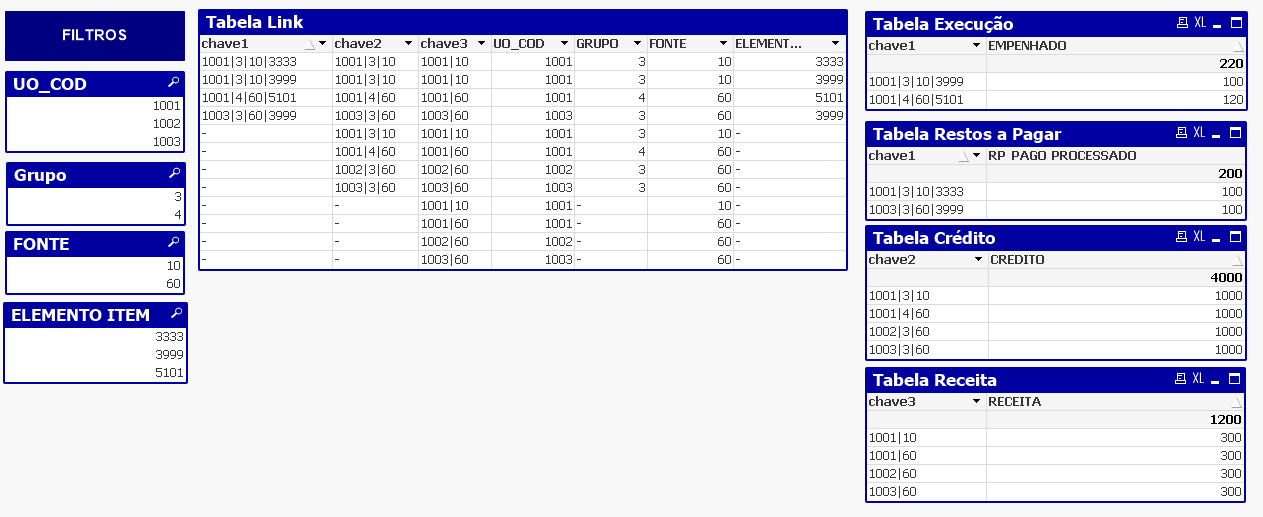 FILTROS
UO_COD
1001
1002
1003
Grupo
3
4
FONTE
10
60
ELEMENTO ITEM
3333
3999
5101
Tabela Link
chave1 chave2 chave3 UO_COD GRUPO FONTE ELEMENT...
1001|3|10|3333 1001|3|10 1001|10 1001 3 10 3333
1001|3|10|3999 1001|3|10 1001|10 1001 3 10 3999
1001|4|60|5101 1001|4|60 1001|60 1001 4 60 5101
1003|3|60|3999 1003|3|60 1003|60 1003 3 60 3999
- 1001|3|10 1001|10 1001 3 10 -
- 1001|4|60 1001|60 1001 4 60 -
- 1002|3|60 1002|60 1002 3 60 -
- 1003|3|60 1003|60 1003 3 60 -
- - 1001|10 1001 - 10 -
- - 1001|60 1001 - 60 -
- - 1002|60 1002 - 60 -
- - 1003|60 1003 - 60 -
Tabela Execução XL
chave1 EMPENHADO
220
1001|3|10|3999 100
1001|4|60|5101 120
Tabela Restos a Pagar XL
chave1 RP PAGO PROCESSADO
200
1001|3|10|3333 100
1003|3|60|3999 100
Tabela Crédito XL
chave2 CREDITO
4000
1001|3|10 1000
1001|4|60 1000
1002|3|60 1000
1003|3|60 1000
Tabela Receita XL
chave3 RECEITA
1200
1001|10 300
1001|60 300
1002|60 300
1003|60 300